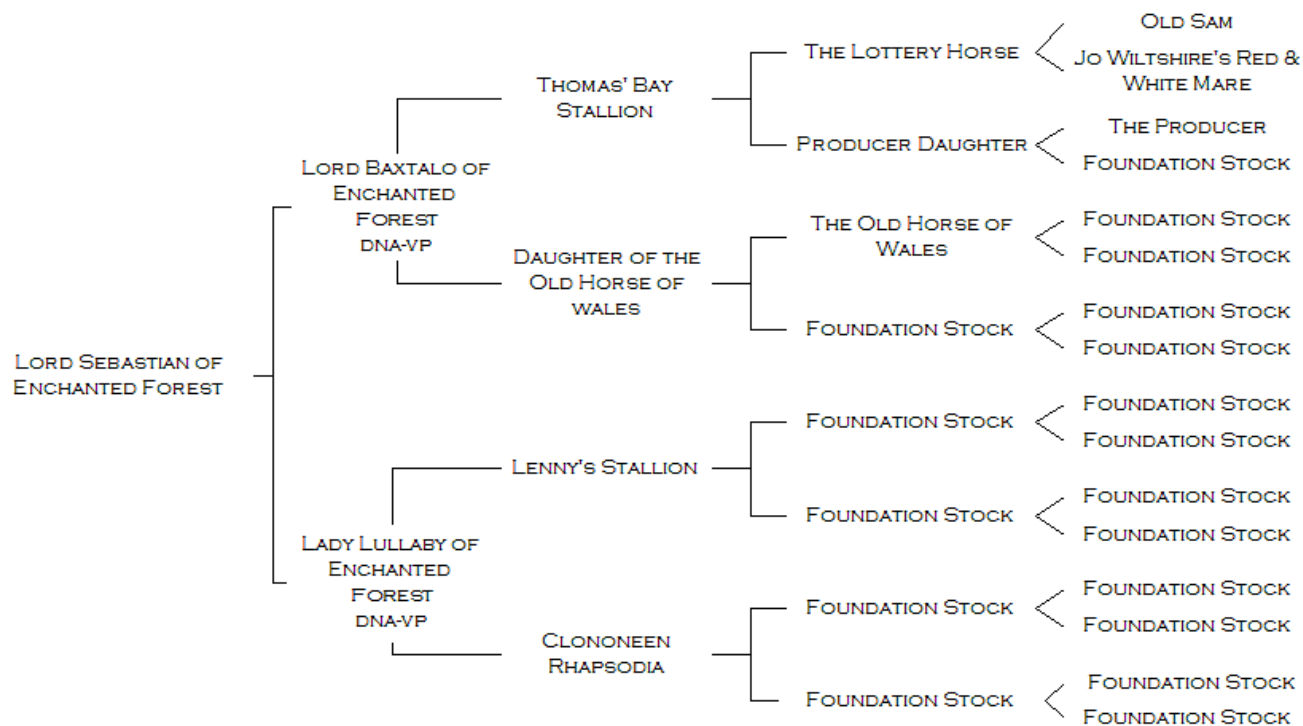 Old Sam
The Lottery Horse
Jo Wiltshire's Red &
White Mare
Thomas' Bay
Stallion
The Producer
Producer Daughter
Foundation Stock
Lord Baxtalo of
Enchanted
Forest
DNA-VP
Foundation Stock
The Old Horse of
Wales
Foundation Stock
Daughter of the
Old Horse of
Wales
Foundation Stock
Foundation Stock
Foundation Stock
Lord Sebastian of
Enchanted Forest
Foundation Stock
Foundation Stock
Foundation Stock
Lenny's Stallion
Foundation Stock
Foundation Stock
Foundation Stock
Lady Lullaby of
Enchanted
Forest
DNA-VP
Foundation Stock
Foundation Stock
Foundation Stock
Clononeen
Rhapsodia
Foundation Stock
Foundation Stock
Foundation Stock